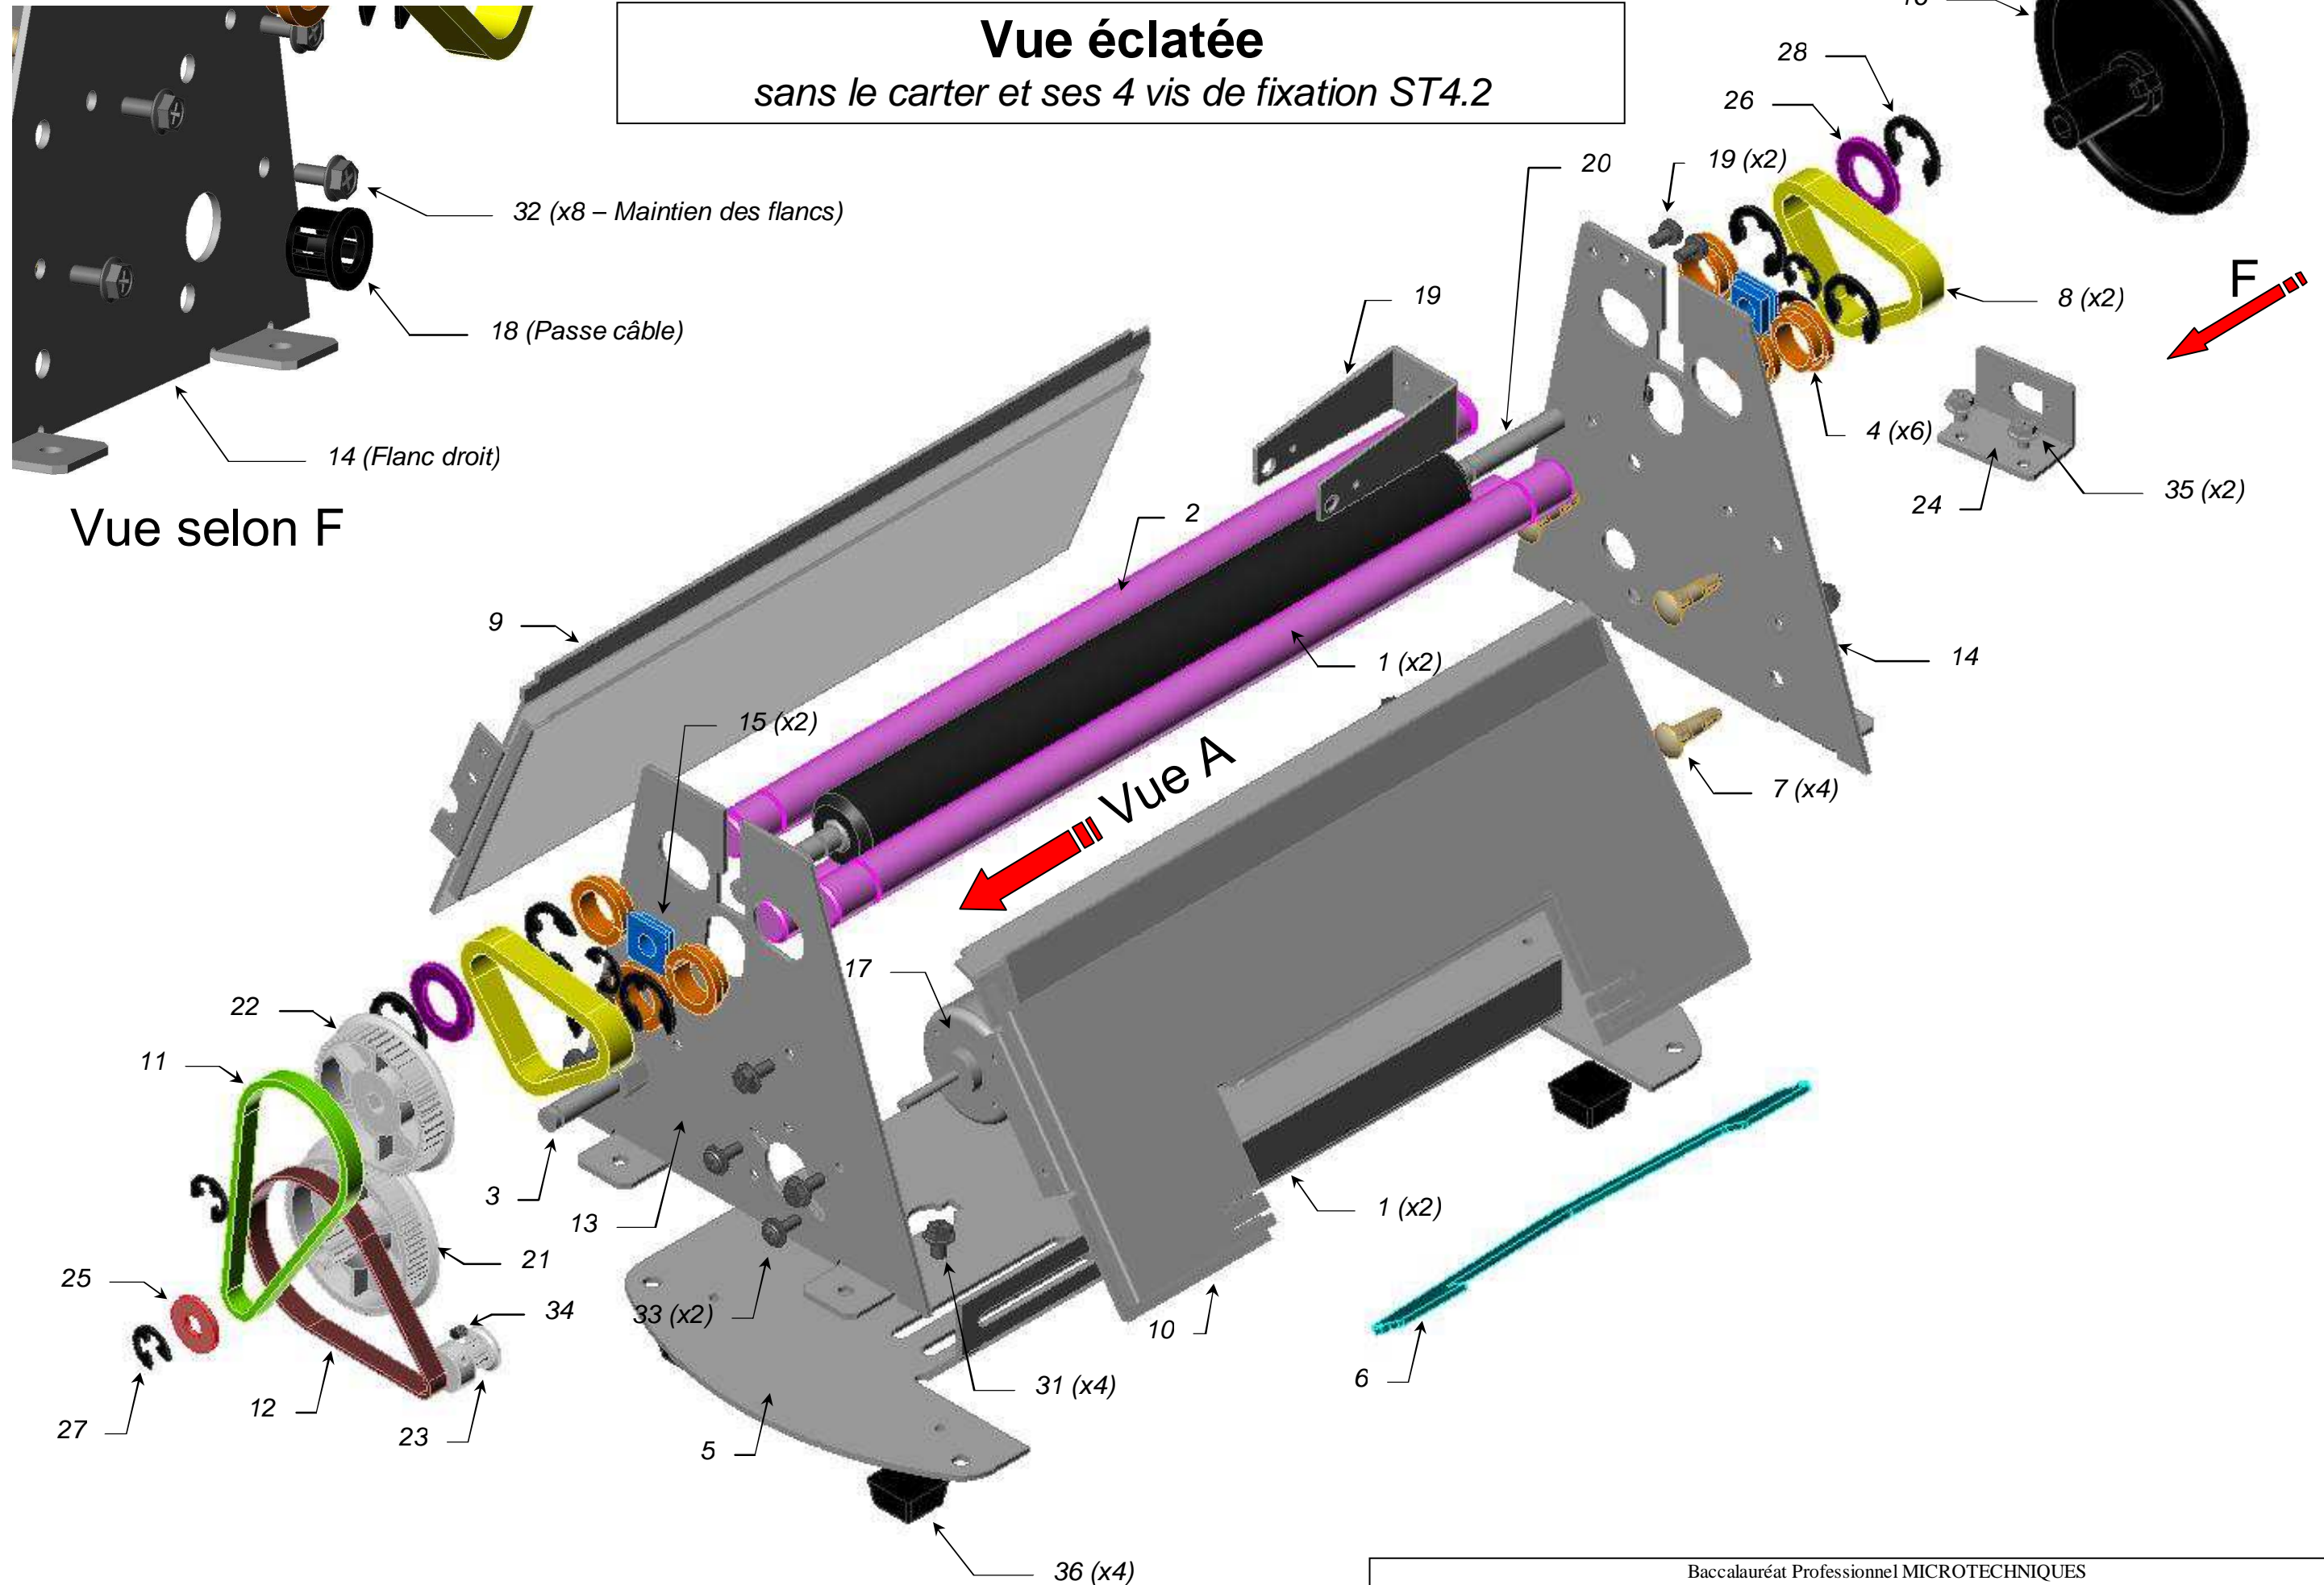 Vue éclatée
sans le carter et ses 4 vis de fixation ST4.2
28
26
19 (x2)
20
32 (x8 – Maintien des flancs)
F
19
8 (x2)
18 (Passe câble)
4 (x6)
14 (Flanc droit)
35 (x2)
24
2
Vue selon F
9
1 (x2)
14
15 (x2)
Vue A
7 (x4)
17
22
11
3
13
1 (x2)
21
25
34
33 (x2)
10
6
31 (x4)
12
27
23
5
36 (x4)
Baccalauréat Professionnel MICROTECHNIQUES